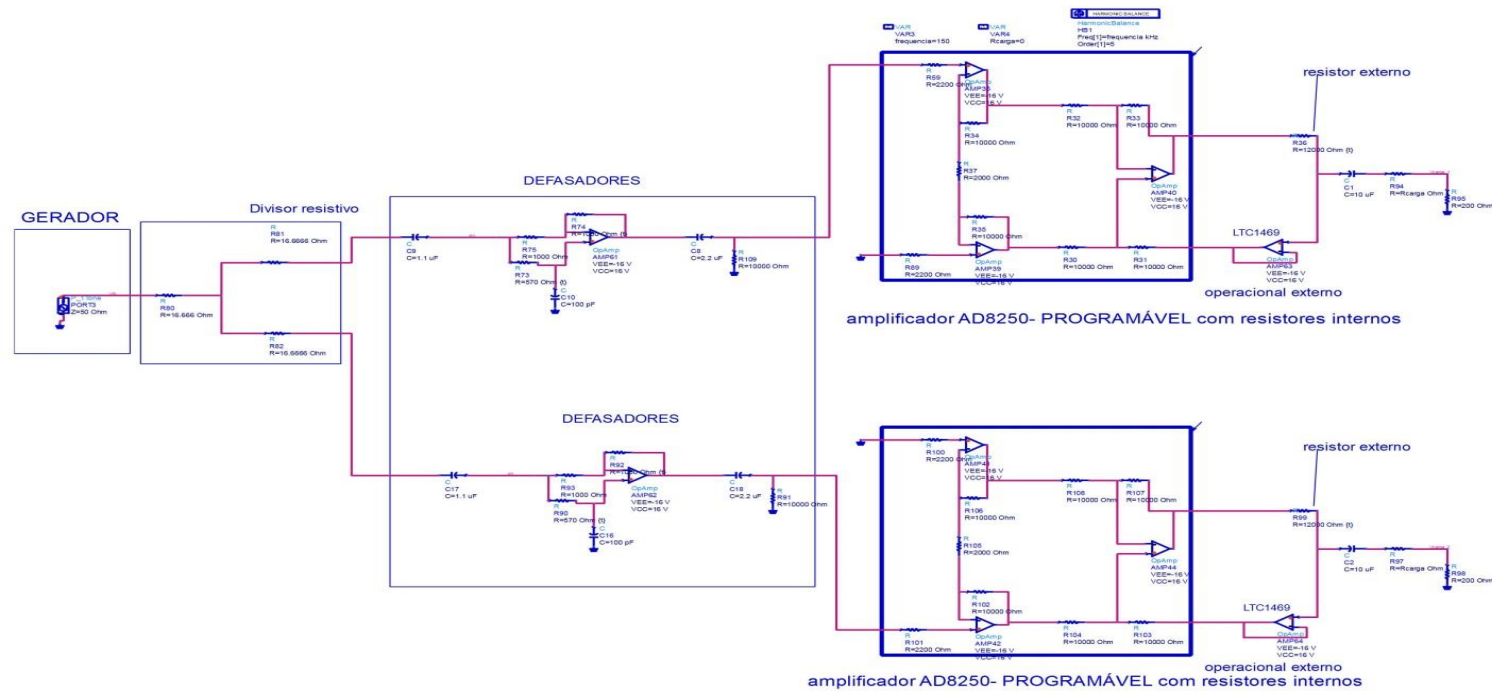 VAR
VAR3
frequencia=150
VAR
VAR4
Rcarga=0
HARMONIC BALANCE
HarmonicBalance
HB1
Freq[1]=frequencia kHz
Order[1]=5
GERADOR
PORT3
Z=50 Ohm
Divisor resistivo
R
R81
R=16.6666 Ohm
R
R80
R=16.666 Ohm
R
R82
R=16.6666 Ohm
DEFASADORES
C
C9
C=1.1 uF
R
R74
R
R75
R=1000 Ohm
R
R73
R=570 Ohm (t)
OpAmp
AMP61
VEE=-16 V
VCC=16 V
C
C10
C=100 pF
C
C8
C=2.2 uF
R
R109
R=10000 Ohm
DEFASADORES
C
C17
C=1.1 uF
R
R92
R
R93
R=1000 Ohm
R
R90
R=570 Ohm (t)
OpAmp
AMP62
VEE=-16 V
VCC=16 V
C
C16
C=100 pF
C
C18
C=2.2 uF
R
R91
R=10000 Ohm
R
R59
R=2200 Ohm
OpAmp
VEE=-16 V
VCC=16 V
R
R34
R=10000 Ohm
R
R37
R=2000 Ohm
R
R35
R=10000 Ohm
R
R89
R=2200 Ohm
OpAmp
AMP39
VEE=-16 V
VCC=16 V
R
R32
R=10000 Ohm
R
R33
R=10000 Ohm
OpAmp
AMP40
VEE=-16 V
VCC=16 V
R
R30
R=10000 Ohm
R
R31
R=10000 Ohm
resistor externo
R
R36
R=12000 Ohm (t)
C
C1
C=10 uF
R
R94
R=Rcarga Ohm
R
R95
R=200 Ohm
LTC1469
OpAmp
AMP63
VEE=-16 V
VCC=16 V
operacional externo
amplificador AD8250- PROGRAMÁVEL com resistores internos
R
R100
R=2200 Ohm
OpAmp
VEE=-16 V
VCC=16 V
R
R106
R=10000 Ohm
R
R105
R=2000 Ohm
R
R102
R=10000 Ohm
R
R101
R=2200 Ohm
OpAmp
AMP42
VEE=-16 V
VCC=16 V
R
R108
R=10000 Ohm
R
R107
R=10000 Ohm
OpAmp
AMP44
VEE=-16 V
VCC=16 V
R
R104
R=10000 Ohm
R
R103
R=10000 Ohm
resistor externo
R
R99
R=12000 Ohm (t)
C
C2
C=10 uF
R
R97
R=Rcarga Ohm
R
R98
R=200 Ohm
LTC1469
OpAmp
AMP64
VEE=-16 V
VCC=16 V
operacional externo
amplificador AD8250- PROGRAMÁVEL com resistores internos